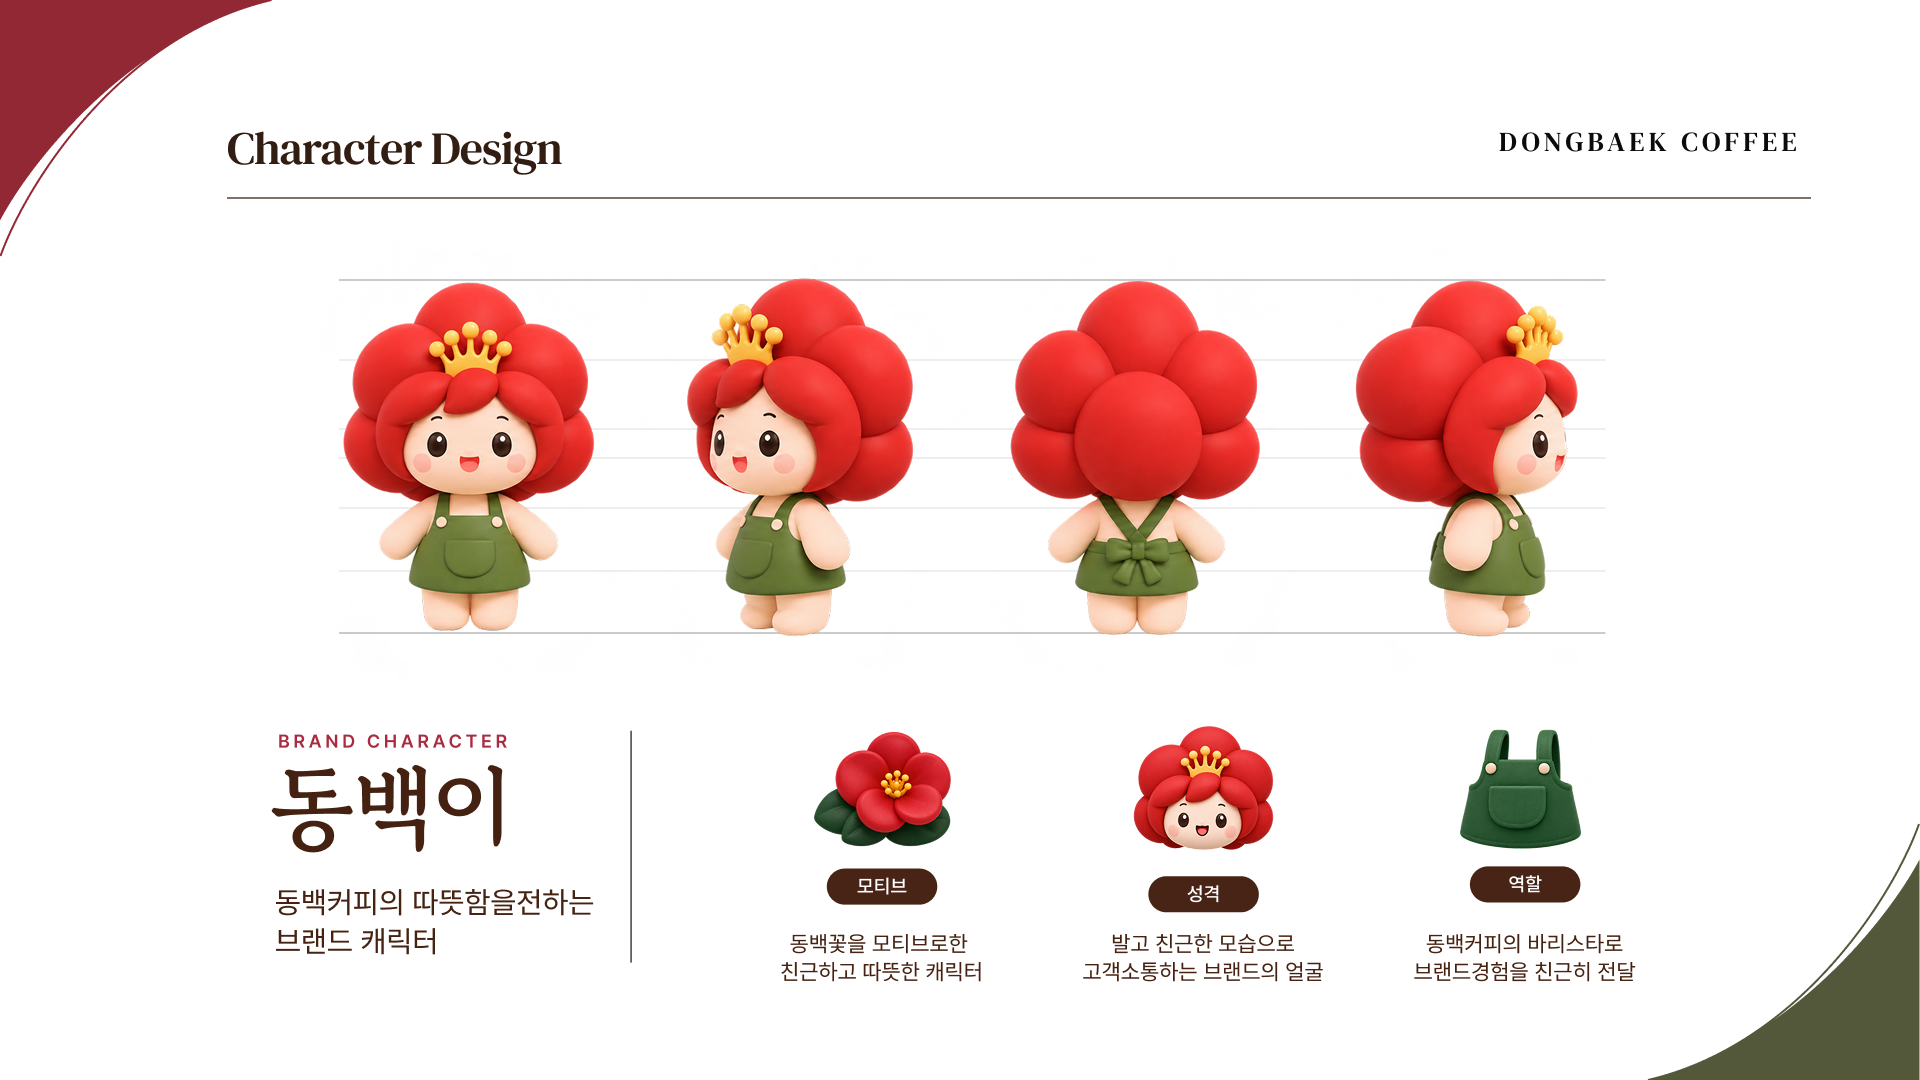 Character Design
DONGBAEK COFFEE
BRAND CHARACTER
동백이
동백커피의 따뜻함을전하는
브랜드 캐릭터
모티브
동백꽃을 모티브로한
친근하고 따뜻한 캐릭터
성격
발고 친근한 모습으로
고객소통하는 브랜드의 얼굴
역할
동백커피의 바리스타로
브랜드경험을 친근히 전달